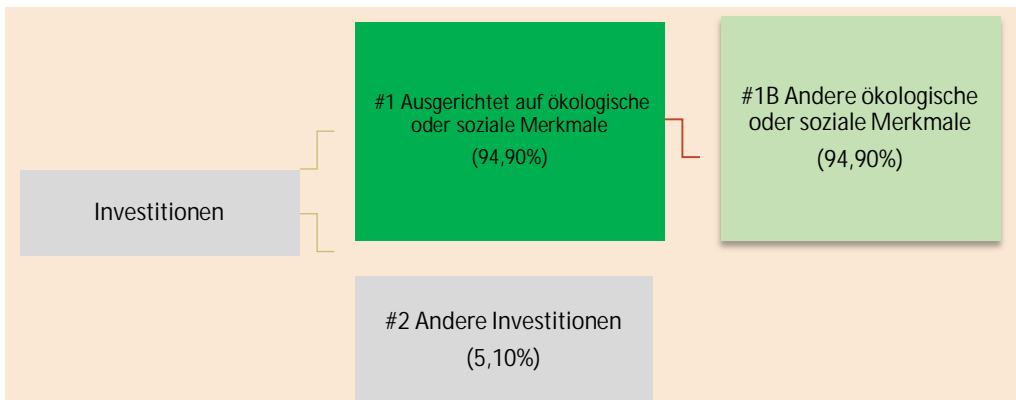 Investitionen
#1 Ausgerichtet auf ökologische
oder soziale Merkmale
(94,90%)
#1B Andere ökologische
oder soziale Merkmale
(94,90%)
#2 Andere Investitionen
(5,10%)